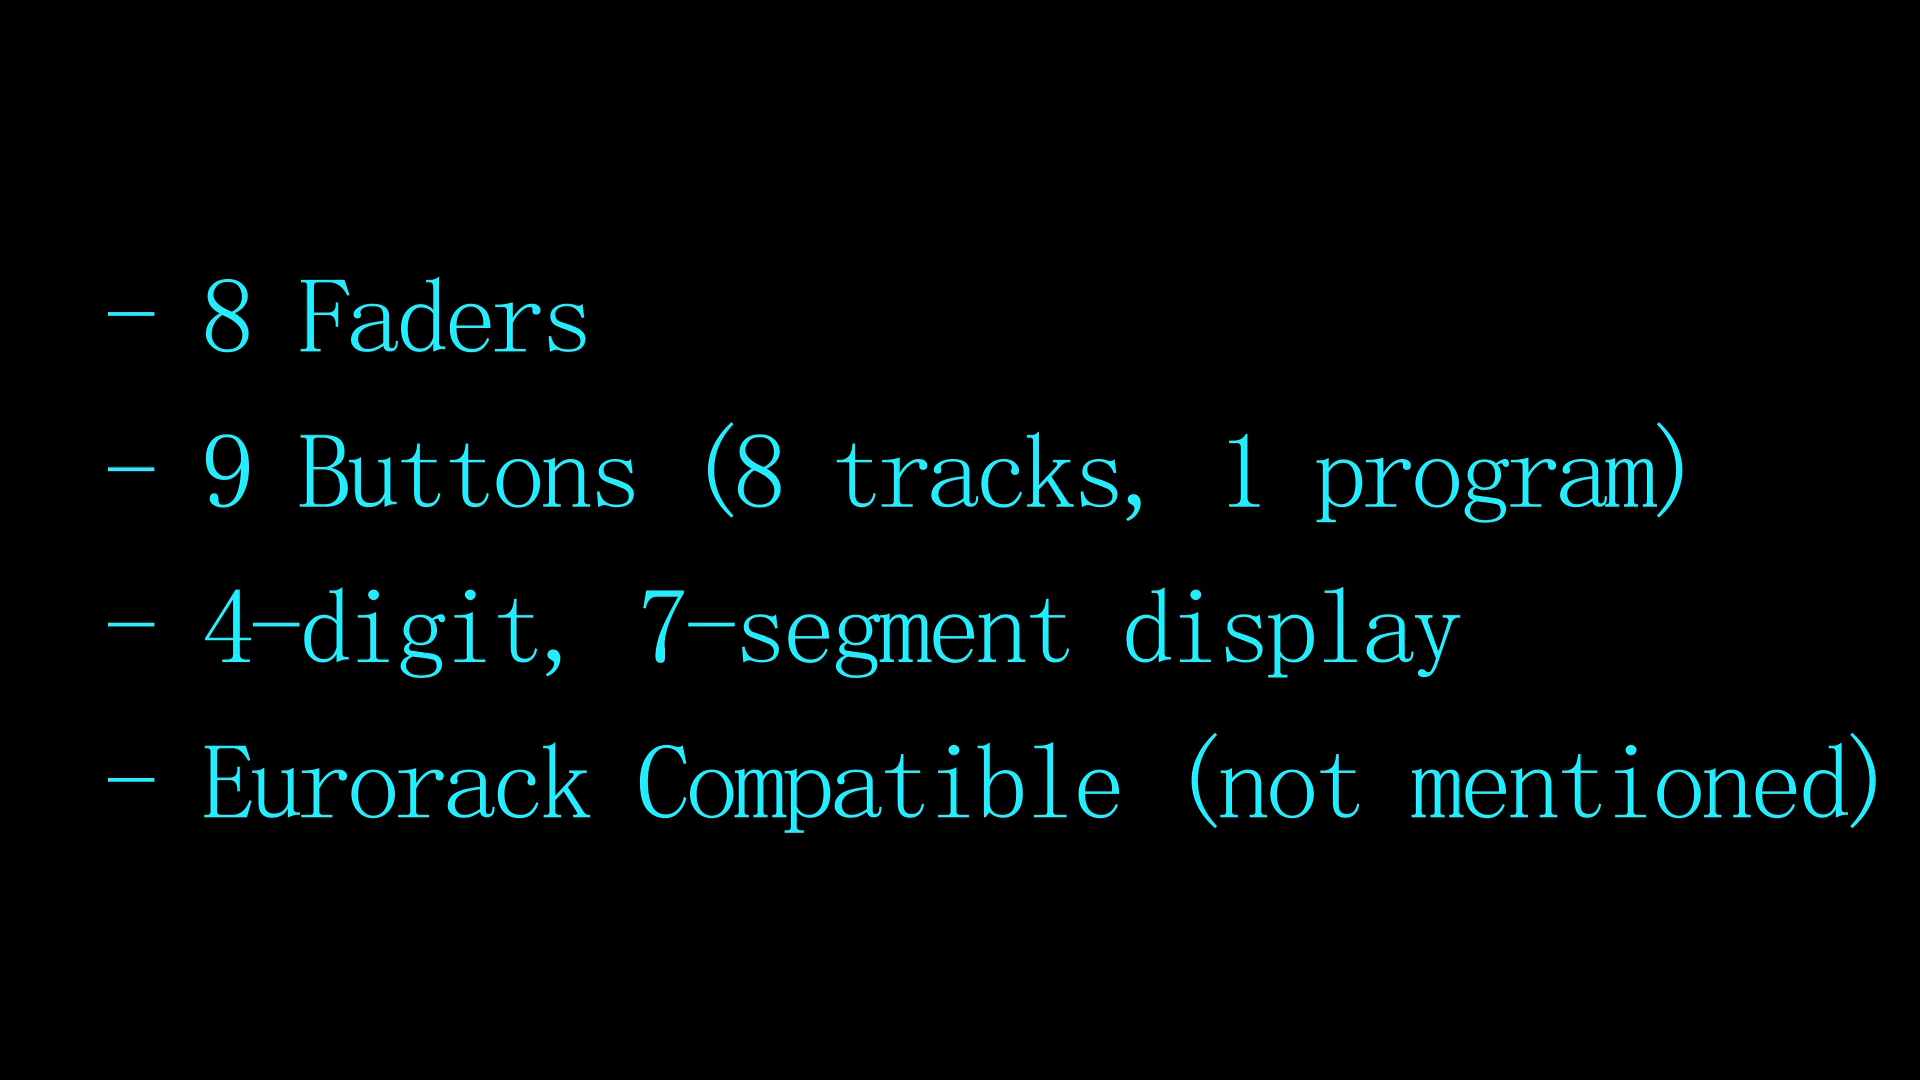 - 8 Faders
- 9 Buttons (8 tracks, 1 program)
- 4-digit, 7-segment display
- Eurorack Compatible (not mentioned)